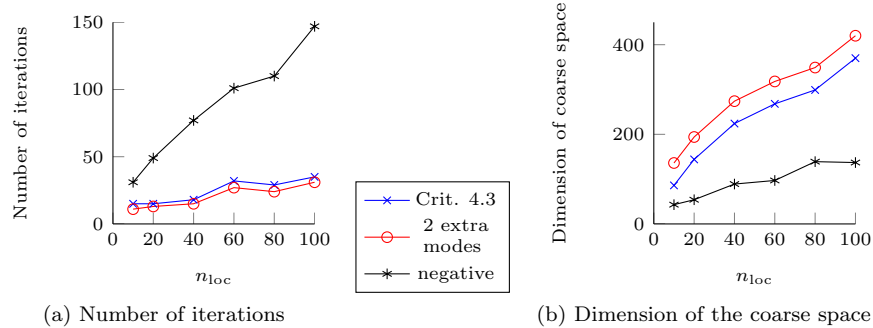 Number of iterations
150
100
50
0
0
20
40
60
80
100
n_loc
(a) Number of iterations
Crit. 4.3
2 extra
modes
negative
Dimension of coarse space
400
200
0
0
20
40
60
80
100
n_loc
(b) Dimension of the coarse space